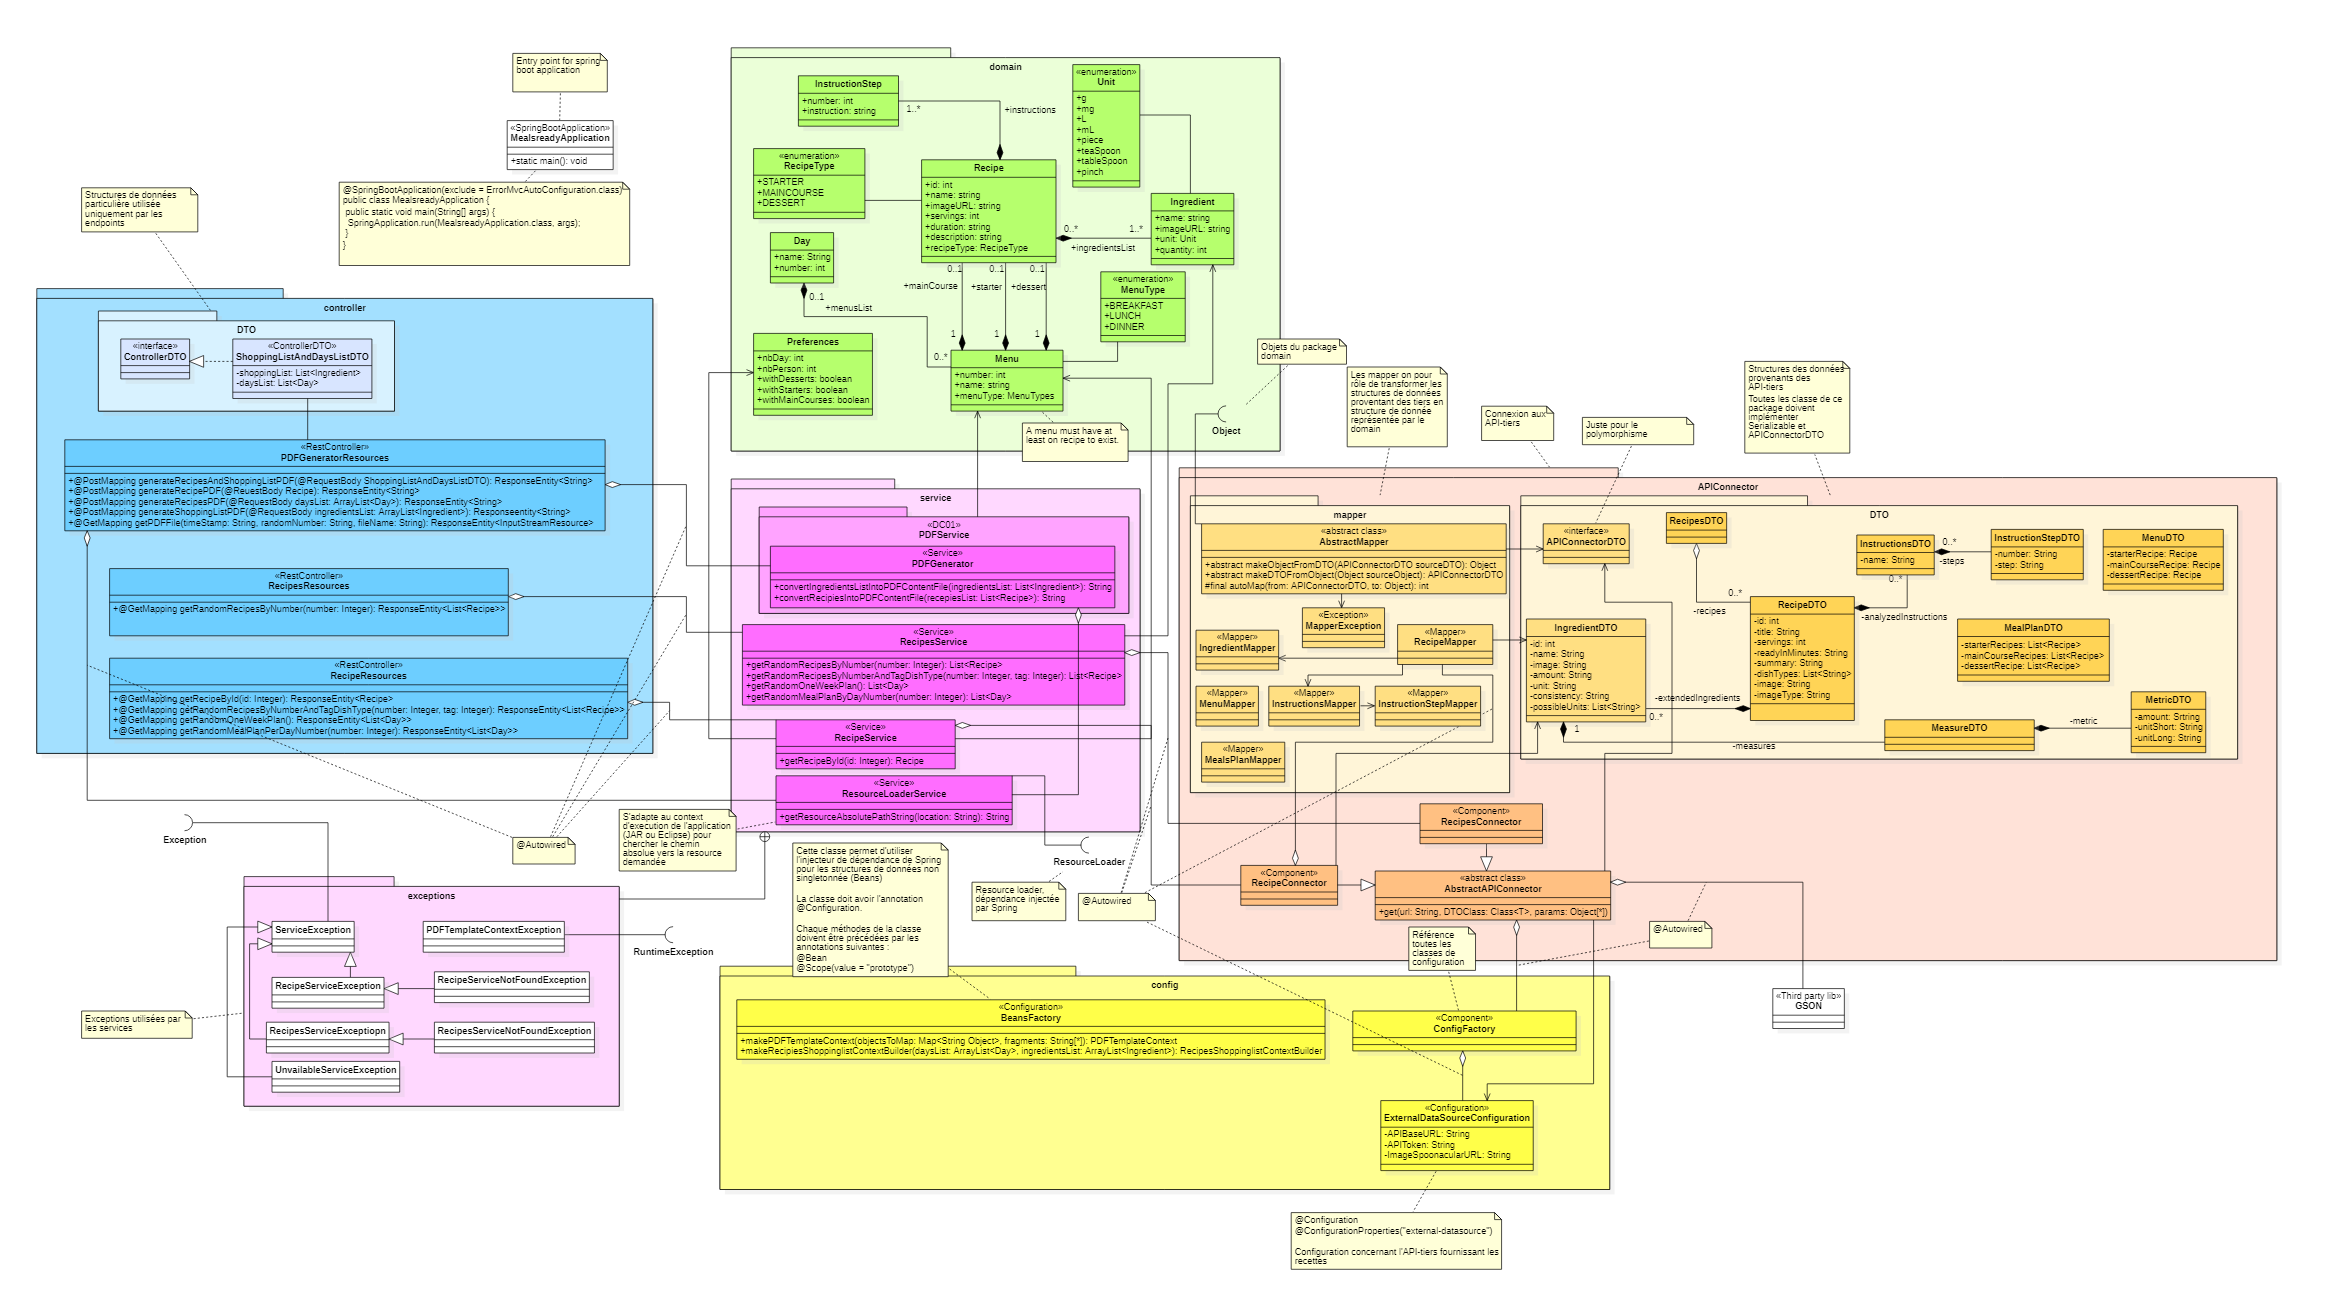 Entry point for spring
boot application
«SpringBootApplication»
MealsreadyApplication
+static main(): void
@SpringBootApplication(exclude = ErrorMvcAutoConfiguration.class)
public class MealsreadyApplication {
public static void main(String[] args) {
SpringApplication.run(MealsreadyApplication.class, args);
}
}
Structures de données
particulière utilisée
uniquement par les
endpoints
controller
DTO
«interface»
ControllerDTO
«ControllerDTO»
ShoppingListAndDaysListDTO
-shoppingList: List<Ingredient>
-daysList: List<Day>
«RestController»
PDFGeneratorResources
+@PostMapping generateRecipesAndShoppingListPDF(@RequestBody ShoppingListAndDaysListDTO): ResponseEntity<String>
+@PostMapping generateRecipePDF(@ReuestBody Recipe): ResponseEntity<String>
+@PostMapping generateRecipesPDF(@RequestBody daysList: ArrayList<Day>): ResponseEntity<String>
+@PostMapping generateShoppingListPDF(@RequestBody ingredientsList: ArrayList<Ingredient>): Responseentity<String>
+@GetMapping getPDFFile(timeStamp: String, randomNumber: String, fileName: String): ResponseEntity<InputStreamResource>
«RestController»
RecipesResources
+@GetMapping getRandomRecipesByNumber(number: Integer): ResponseEntity<List<Recipe>>
«RestController»
RecipeResources
+@GetMapping getRecipeById(id: Integer): ResponseEntity<Recipe>
+@GetMapping getRandomRecipesByNumberAndTagDishType(number: Integer, tag: Integer): ResponseEntity<List<Recipe>>
+@GetMapping getRandomOneWeekPlan(): ResponseEntity<List<Day>>
+@GetMapping getRandomMealPlanPerDayNumber(number: Integer): ResponseEntity<List<Day>>
@Autowired
domain
InstructionStep
+number: int
+instruction: string
1..*
+instructions
«enumeration»
Unit
+g
+mg
+L
+mL
+piece
+teaSpoon
+tableSpoon
+pinch
«enumeration»
RecipeType
+STARTER
+MAINCOURSE
+DESSERT
Recipe
+id: int
+name: string
+imageURL: string
+servings: int
+duration: string
+description: string
+recipeType: RecipeType
0..*
1..*
+ingredientsList
Ingredient
+name: string
+imageURL: string
+unit: Unit
+quantity: int
Day
+name: String
+number: int
0..1
+menusList
0..*
0..1
0..1
0..1
+mainCourse
+starter
+dessert
1
1
1
«enumeration»
MenuType
+BREAKFAST
+LUNCH
+DINNER
Preferences
+nbDay: int
+nbPerson: int
+withDesserts: boolean
+withStarters: boolean
+withMainCourses: boolean
Menu
+number: int
+name: string
+menuType: MenuTypes
A menu must have at
least on recipe to exist.
Objets du package
domain
Object
Les mapper on pour
rôle de transformer les
structures de données
proventant des tiers en
structure de donnée
représentée par le
domain
Connexion aux
API-tiers
Juste pour le
polymorphisme
Structures des données
provenants des
API-tiers
Toutes les classe de ce
package doivent
implémenter
Serializable et
APIConnectorDTO
service
«DC01»
PDFService
«Service»
PDFGenerator
+convertIngredientsListIntoPDFContentFile(ingredientsList: List<Ingredient>): String
+convertRecipiesIntoPDFContentFile(recepiesList: List<Recipe>): String
«Service»
RecipesService
+getRandomRecipesByNumber(number: Integer): List<Recipe>
+getRandomRecipesByNumberAndTagDishType(number: Integer, tag: Integer): List<Recipe>
+getRandomOneWeekPlan(): List<Day>
+getRandomMealPlanByDayNumber(number: Integer): List<Day>
«Service»
RecipeService
+getRecipeById(id: Integer): Recipe
«Service»
ResourceLoaderService
+getResourceAbsolutePathString(location: String): String
S'adapte au context
d'execution de l'application
(JAR ou Eclipse) pour
chercher le chemin
absolue vers la resource
demandée
ResourceLoader
Resource loader,
dépendance injectée
par Spring
@Autowired
APIConnector
mapper
«abstract class»
AbstractMapper
+abstract makeObjectFromDTO(APIConnectorDTO sourceDTO): Object
+abstract makeDTOFromObject(Object sourceObject): APIConnectorDTO
#final autoMap(from: APIConnectorDTO, to: Object): int
«Exception»
MapperException
«Mapper»
IngredientMapper
«Mapper»
RecipeMapper
«Mapper»
MenuMapper
«Mapper»
InstructionsMapper
«Mapper»
InstructionStepMapper
«Mapper»
MealsPlanMapper
DTO
«interface»
APIConnectorDTO
RecipesDTO
0..*
-recipes
InstructionsDTO
-name: String
0..*
-steps
InstructionStepDTO
-number: String
-step: String
MenuDTO
-starterRecipe: Recipe
-mainCourseRecipe: Recipe
-dessertRecipe: Recipe
0..*
-analyzedInstructions
IngredientDTO
-id: int
-name: String
-image: String
-amount: String
-unit: String
-consistency: String
-possibleUnits: List<String>
-extendedIngredients
0..*
RecipeDTO
-id: int
-title: String
-servings: int
-readyInMinutes: String
-summary: String
-dishTypes: List<String>
-image: String
-imageType: String
MealPlanDTO
-starterRecipes: List<Recipe>
-mainCourseRecipes: List<Recipe>
-dessertRecipe: List<Recipe>
1
-measures
MeasureDTO
-metric
MetricDTO
-amount: Srtring
-unitShort: String
-unitLong: String
«Component»
RecipesConnector
«Component»
RecipeConnector
«abstract class»
AbstractAPIConnector
+get(url: String, DTOClass: Class<T>, params: Object[*])
Référence
toutes les
classes de
configuration
@Autowired
«Third party lib»
GSON
Exception
exceptions
ServiceException
PDFTemplateContextException
RuntimeException
RecipeServiceException
RecipeServiceNotFoundException
RecipesServiceExceptiopn
RecipesServiceNotFoundException
UnvailableServiceException
Exceptions utilisées par
les services
Cette classe permet d'utiliser
l'injecteur de dépendance de Spring
pour les structures de données non
singletonnée (Beans)
La classe doit avoir l'annotation
@Configuration.
Chaque méthodes de la classe
doivent être précédées par les
annotations suivantes :
@Bean
@Scope(value = "prototype")
config
«Configuration»
BeansFactory
+makePDFTemplateContext(objectsToMap: Map<String Object>, fragments: String[*]): PDFTemplateContext
+makeRecipiesShoppinglistContextBuilder(daysList: ArrayList<Day>, ingredientsList: ArrayList<Ingredient>): RecipesShoppinglistContextBuilder
«Component»
ConfigFactory
«Configuration»
ExternalDataSourceConfiguration
-APIBaseURL: String
-APIToken: String
-ImageSpoonacularURL: String
@Configuration
@ConfigurationProperties("external-datasource")
Configuration concernant l'API-tiers fournissant les
recettes